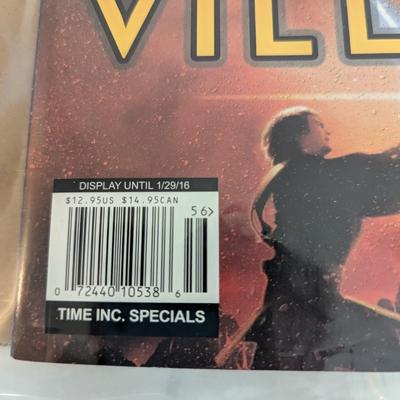 VILL
DISPLAY UNTIL 1/29/16
$12.95US $14.95CAN
56>
0 72440 10538 6
TIME INC. SPECIALS